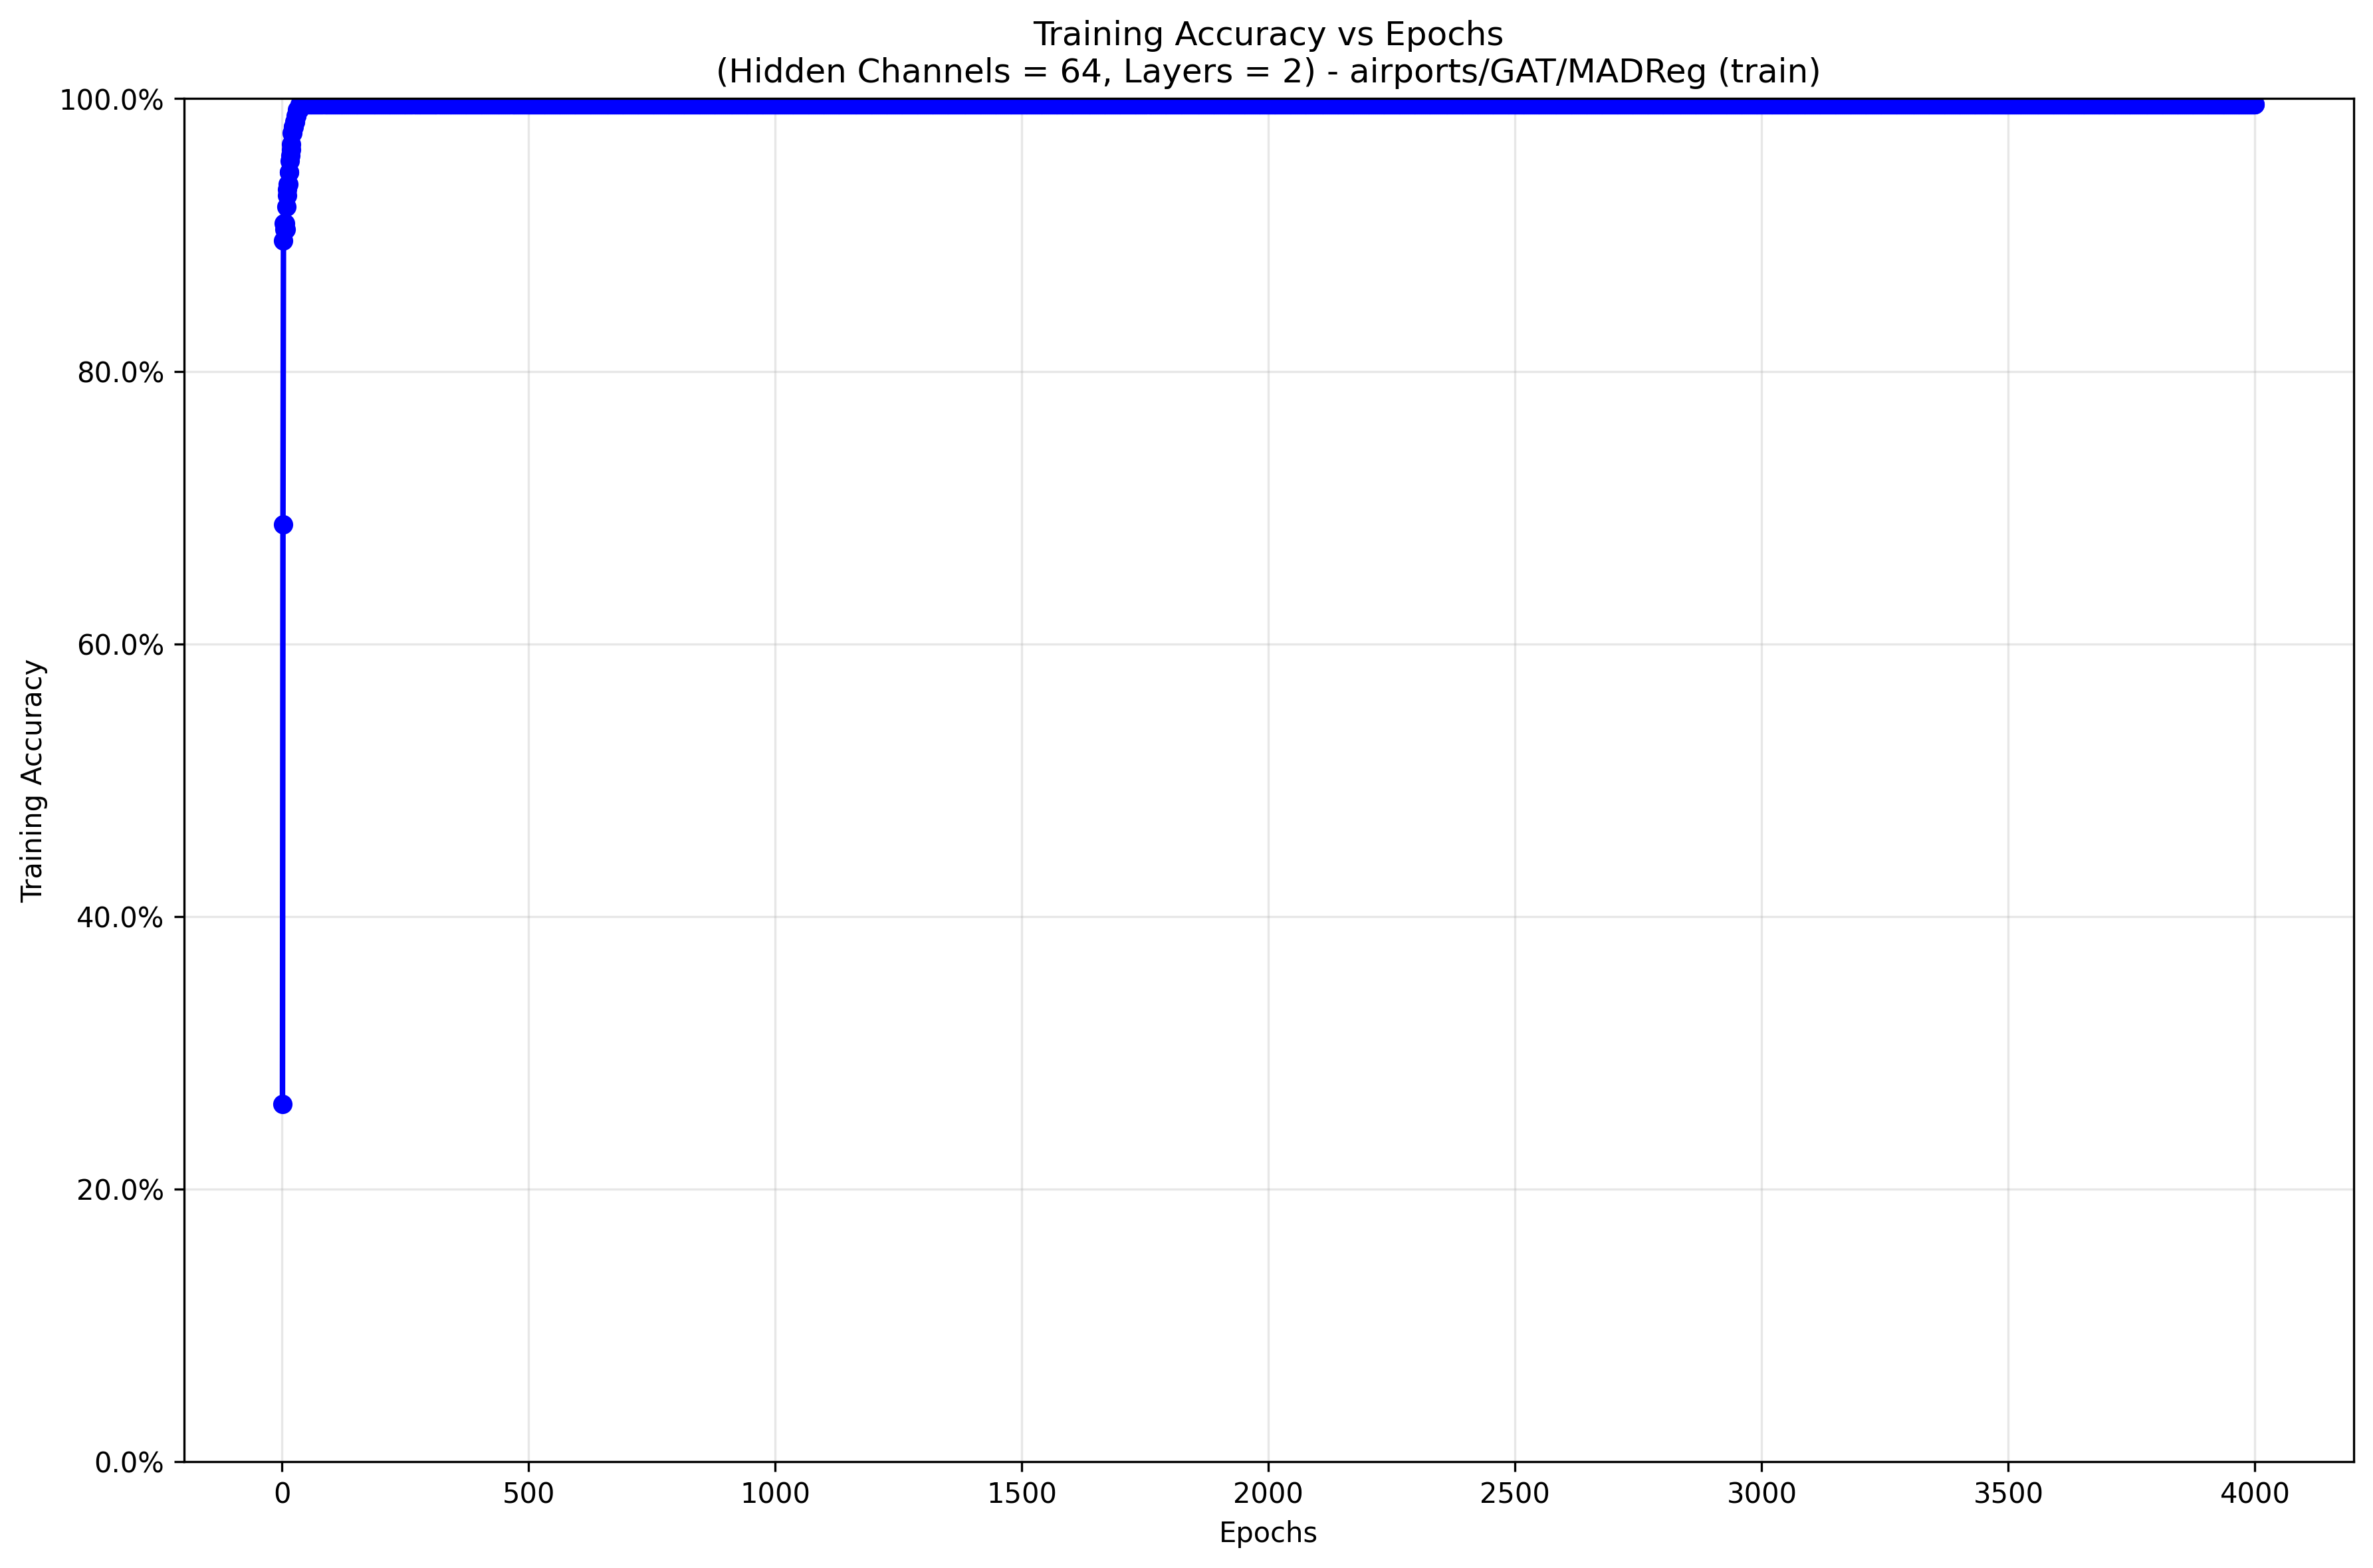 Training Accuracy vs Epochs
(Hidden Channels = 64, Layers = 2) - airports/GAT/MADReg (train)
100.0%
80.0%
60.0%
40.0%
20.0%
0.0%
Training Accuracy
0 500 1000 1500 2000 2500 3000 3500 4000
Epochs